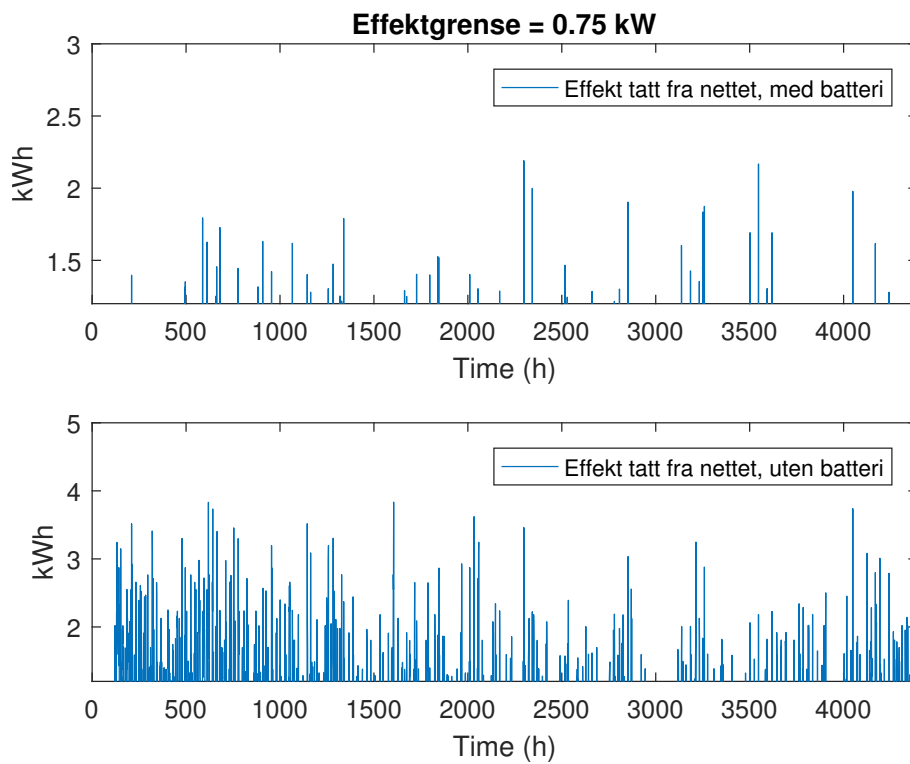 Effektgrense = 0.75 kW
3
2.5
2
1.5
kWh
Effekt tatt fra nettet, med batteri
0 500 1000 1500 2000 2500 3000 3500 4000
Time (h)
5
4
3
2
kWh
Effekt tatt fra nettet, uten batteri
0 500 1000 1500 2000 2500 3000 3500 4000
Time (h)